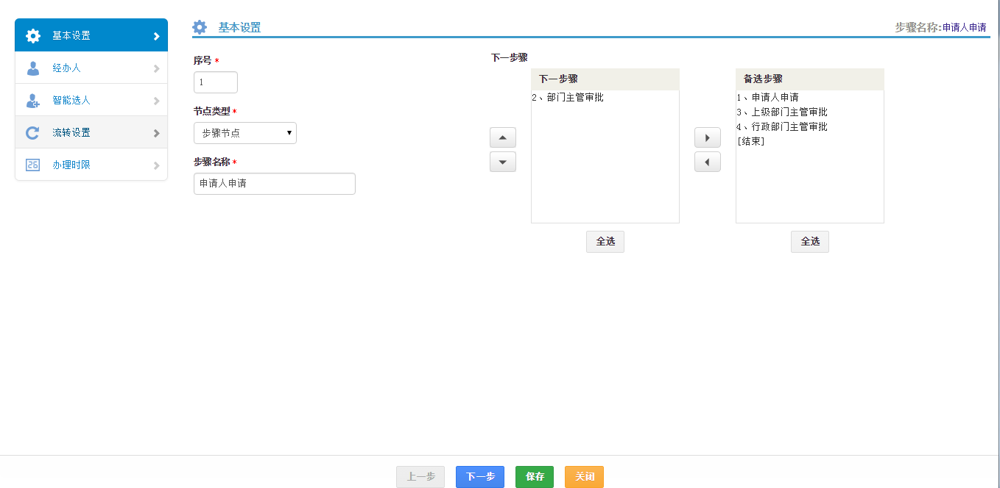 基本设置
经办人
智能选人
流转设置
26 办理时限
基本设置
步骤名称:申请人申请
序号 *
1
节点类型 *
步骤节点
步骤名称 *
申请人申请
下一步骤
下一步骤
2、部门主管审批
全选
备选步骤
1、申请人申请
3、上级部门主管审批
4、行政部门主管审批
[结束]
全选
上一步 下一步 保存 关闭